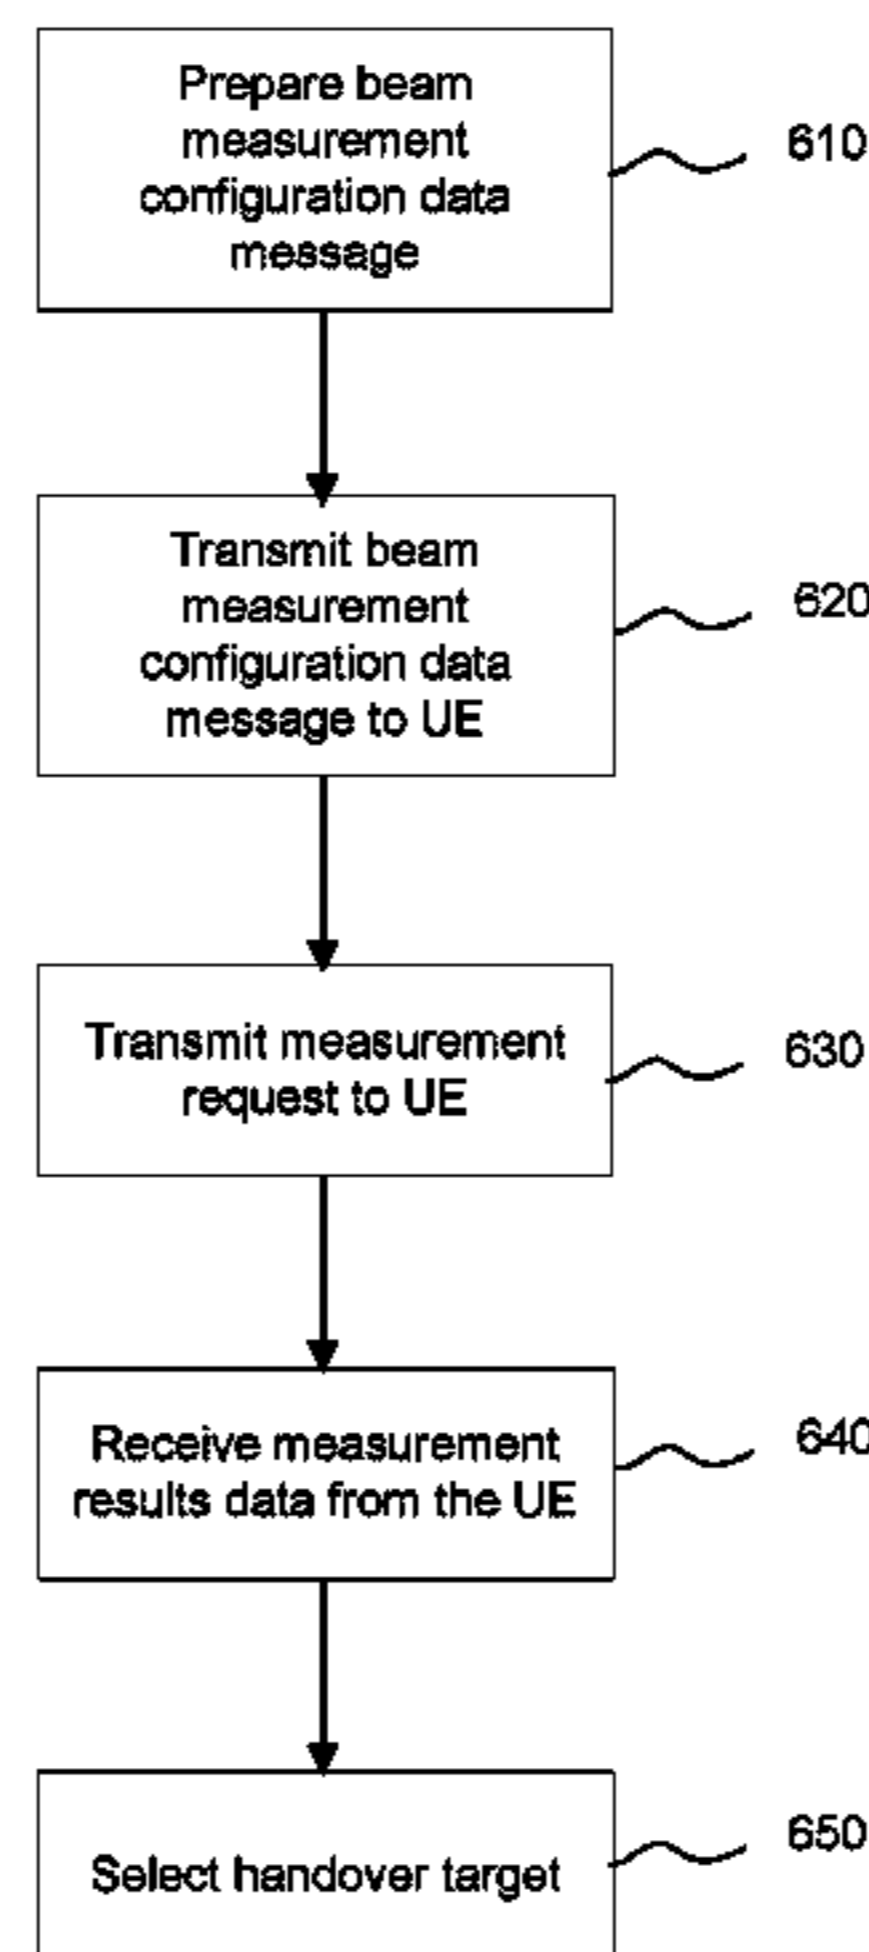 Prepare beam
measurement
configuration data
message
610
Transmit beam
measurement
configuration data
message to UE
620
Transmit measurement
request to UE
630
Receive measurement
results data from the UE
640
Select handover target
650